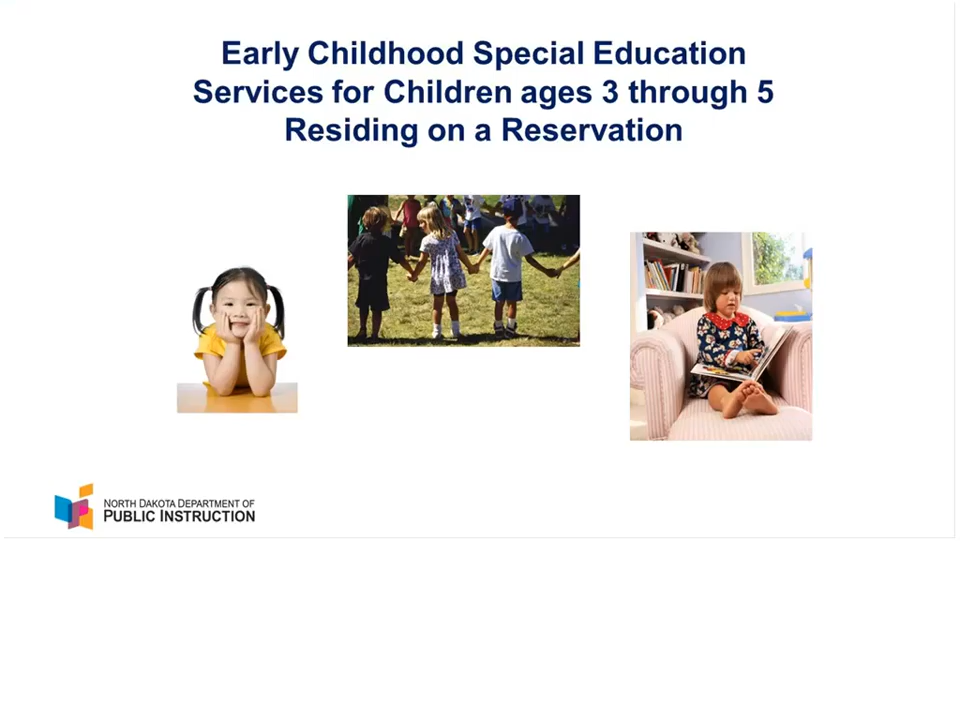 Early Childhood Special Education
Services for Children ages 3 through 5
Residing on a Reservation
NORTH DAKOTA DEPARTMENT OF
PUBLIC INSTRUCTION